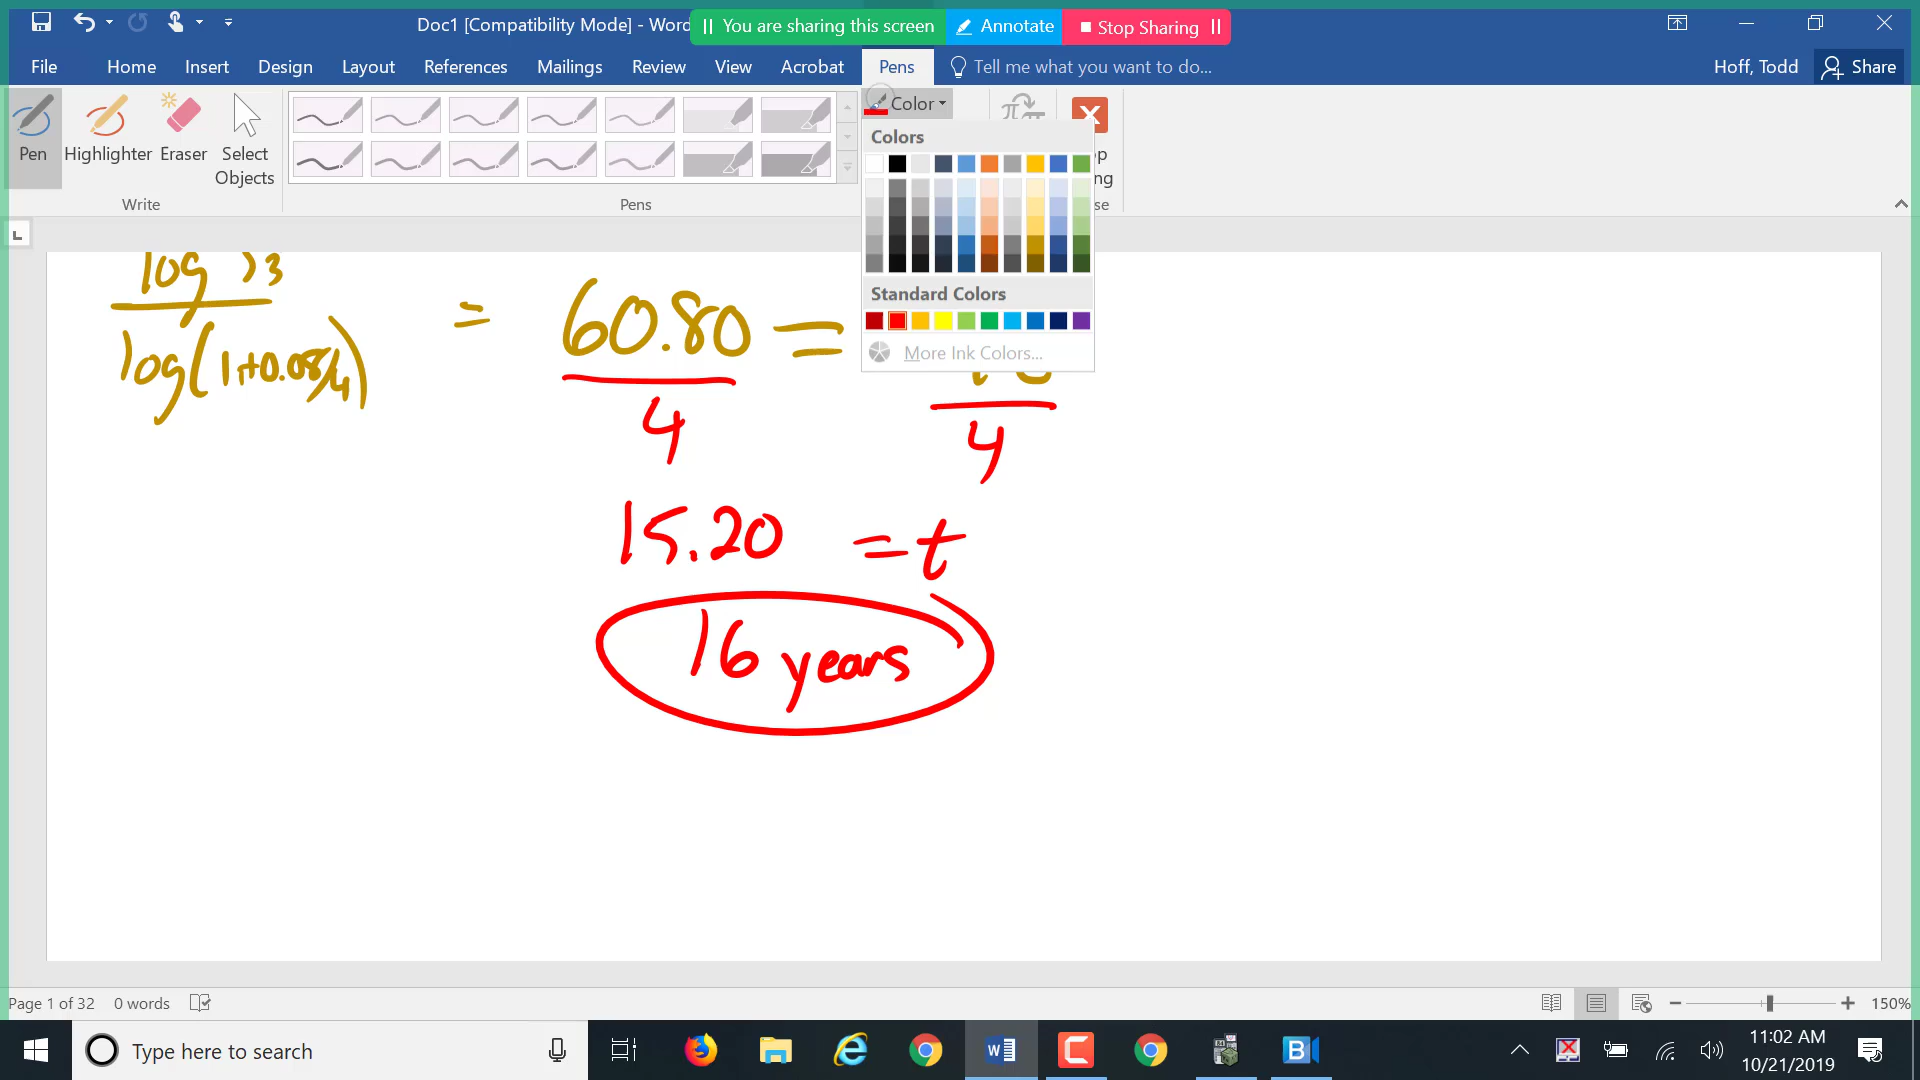 Doc1 [Compatibility Mode] - Word
You are sharing this screen
Annotate
Stop Sharing
File
Home
Insert
Design
Layout
References
Mailings
Review
View
Acrobat
Pens
Tell me what you want to do...
Hoff, Todd
Share
Pen
Highlighter
Eraser
Select Objects
Color
Write
Pens
Colors
Standard Colors
More Ink Colors...
log
log(1+0.08/4)
= 60.80 =
4
4
15.20 = t
16 years
Page 1 of 32
0 words
150%
Type here to search
11:02 AM
10/21/2019